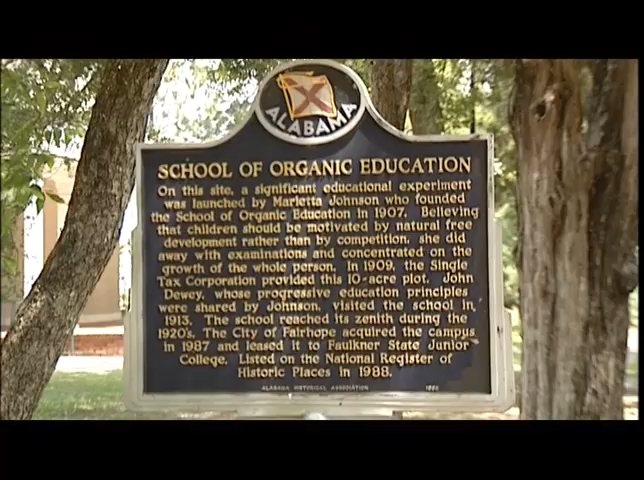 ALABAMA
SCHOOL OF ORGANIC EDUCATION
On this site, a significant educational experiment
was launched by Marietta Johnson who founded
the School of Organic Education in 1907. Believing
that children should be motivated by natural free
development rather than by competition, she did
away with examinations and concentrated on the
growth of the whole person. In 1909, the Single
Tax Corporation provided this 10-acre plot. John
Dewey, whose progressive education principles
were shared by Johnson, visited the school in
1913. The school reached its zenith during the
1920's. The City of Fairhope acquired the campus
in 1987 and leased it to Faulkner State Junior
College. Listed on the National Register of
Historic Places in 1988.
ALABAMA HISTORICAL ASSOCIATION